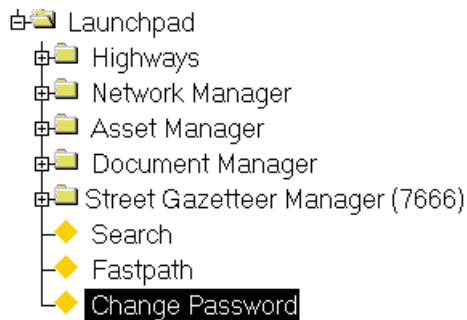 Launchpad
Highways
Network Manager
Asset Manager
Document Manager
Street Gazetteer Manager (7666)
Search
Fastpath
Change Password